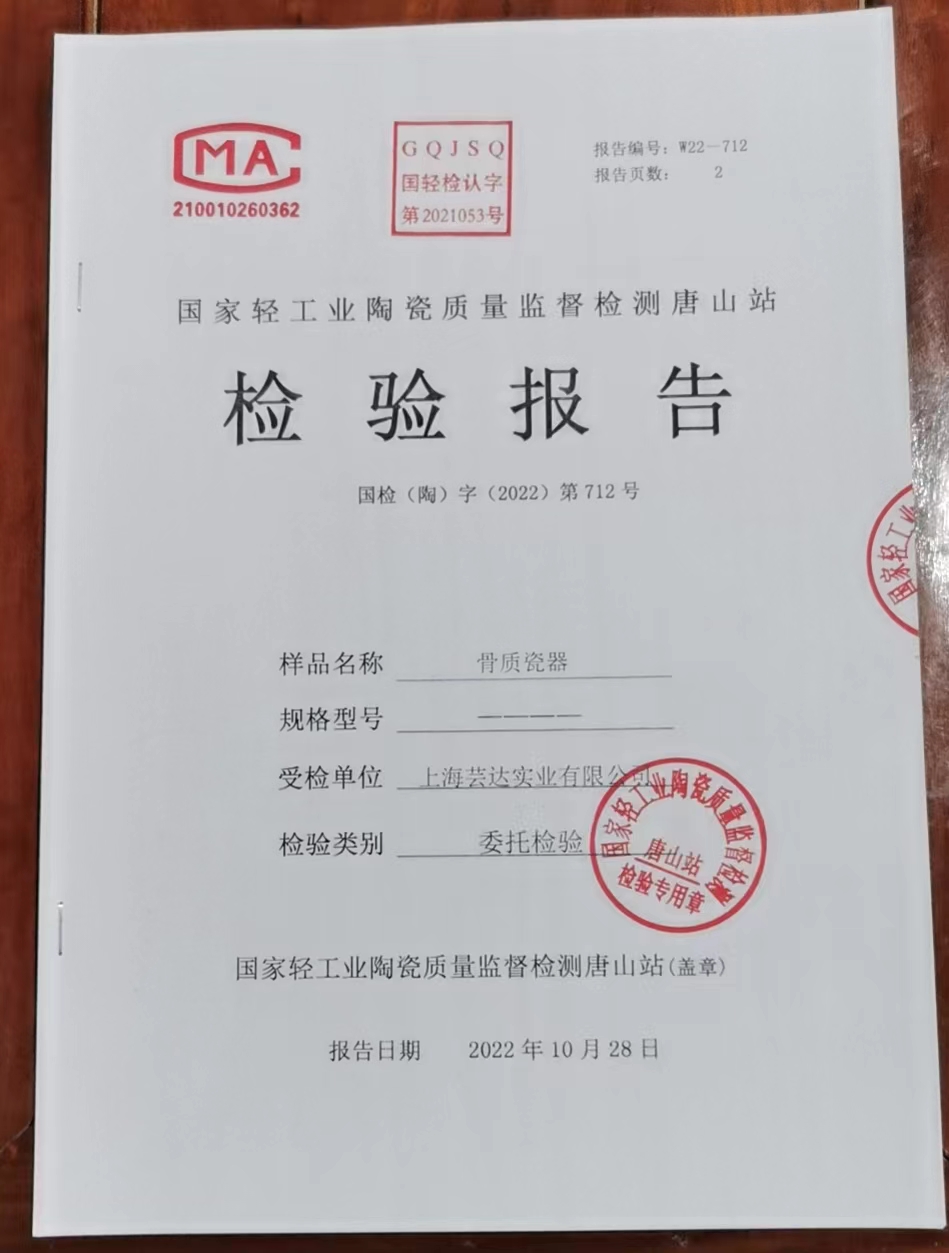 CMA
210010260362
GQJSQ
国轻检认字
第2021053号
报告编号：W22—712
报告页数： 2
国家轻工业陶瓷质量监督检测唐山站
检验报告
国检（陶）字（2022）第712号
国家轻工业
样品名称 骨质瓷器
规格型号 ————
受检单位 上海芸达实业有限公司
检验类别 委托检验
国家轻工业陶瓷质量监督检测
唐山站
检验专用章
国家轻工业陶瓷质量监督检测唐山站(盖章)
报告日期 2022年10月28日